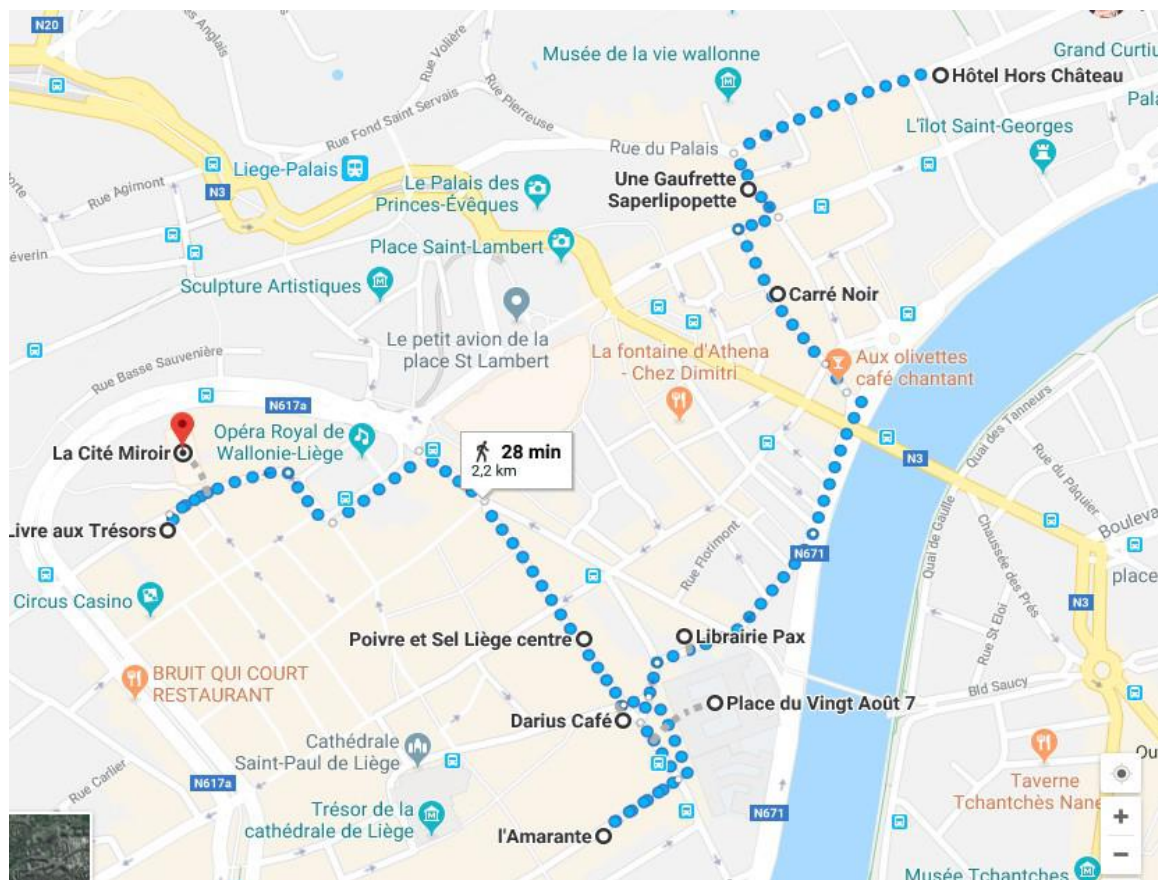 N20
es Anglais
Rue Volière
Musée de la vie wallonne
Grand Curtiu
Hôtel Hors Château
Pala
Rue Pierreuse
Rue Fond Saint Servais
L'îlot Saint-Georges
Rue du Palais
Liege-Palais
N3
Rue Agimont
Le Palais des
Princes-Évêques
Une Gaufrette
Saperlipopette
Place Saint-Lambert
éverin
Sculpture Artistiques
Carré Noir
Le petit avion de la
place St Lambert
La fontaine d'Athena
- Chez Dimitri
Aux olivettes
café chantant
Rue Basse Sauvenière
N617a
Quai des Tanneurs
Opéra Royal de
Wallonie-Liège
La Cité Miroir
28 min
2,2 km
N3
Rue du Pâquier
Quai de Gaulle
Livre aux Trésors
Chaussée des Prés
Bouleva
N671
Rue Florimont
place
Circus Casino
N3
Rue St Eloi
Poivre et Sel Liège centre
Librairie Pax
BRUIT QUI COURT
RESTAURANT
Bld Saucy
Place du Vingt Août 7
Darius Café
Cathédrale
Saint-Paul de Liège
Ou
Rue Carlier
N617a
Taverne
Tchantchès Nane
Trésor de la
cathédrale de Liège
N671
l'Amarante
Musée Tchantches